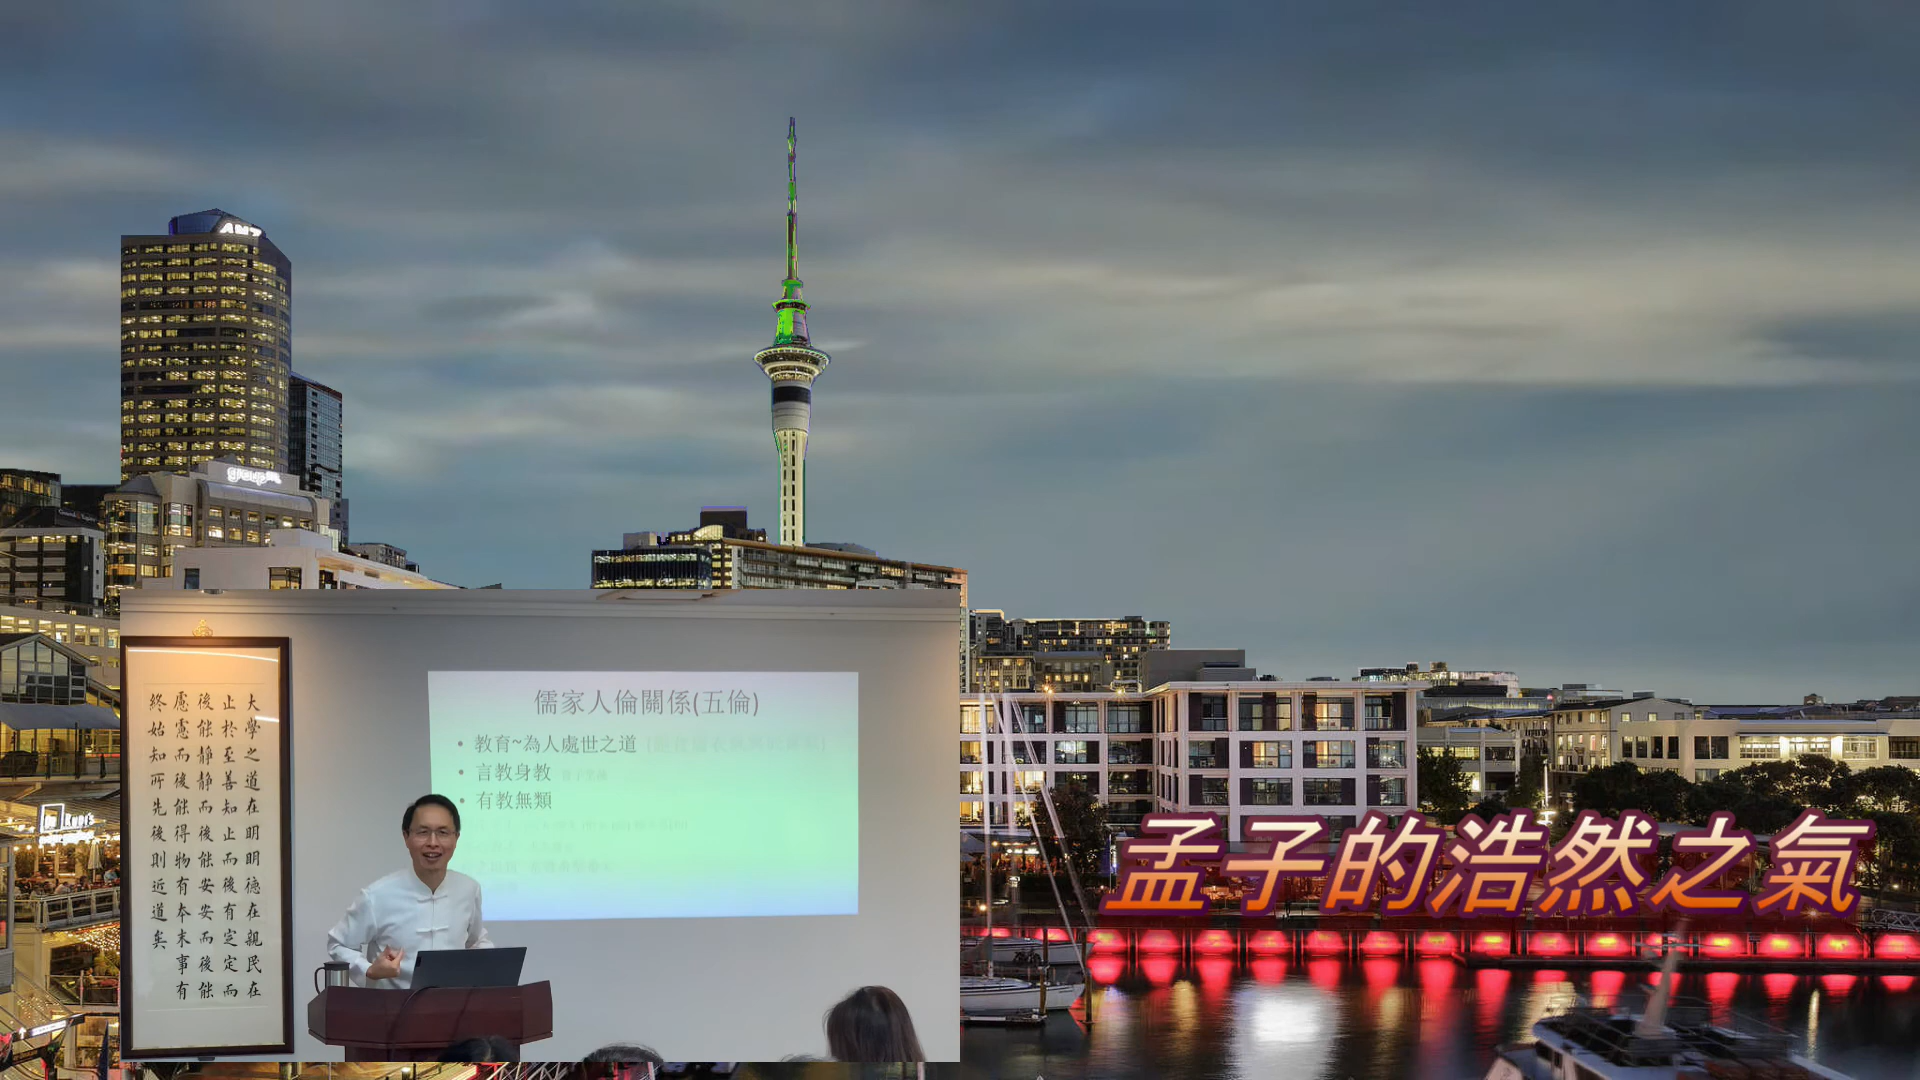 ANZ
group
大學之道在明明德在親民在
止於至善知止而後有定定而
後能靜靜而後能安安而後能
慮慮而後能得物有本末事有
終始知所先後則近道矣
儒家人倫關係(五倫)
• 教育~為人處世之道
• 言教身教
• 有教無類
孟子的浩然之氣